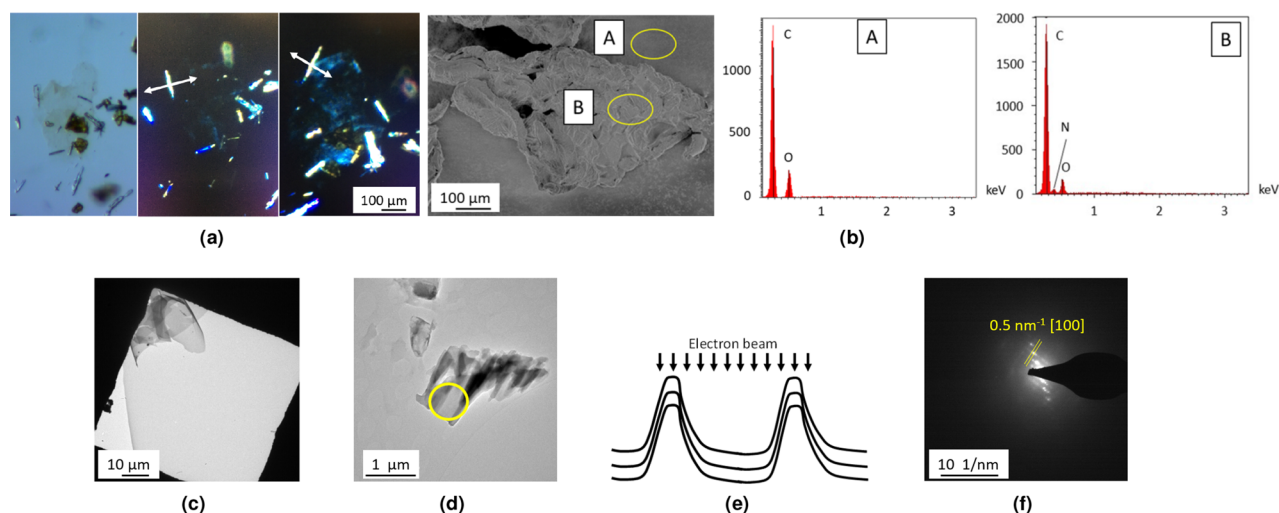 100 µm
(a)
A
B
100 µm
1000
500
0
C
O
A
1
2
3
keV
2000
1500
1000
500
0
C
N
O
B
1
2
3
keV
(b)
10 µm
(c)
1 µm
(d)
Electron beam
(e)
0.5 nm⁻¹ [100]
10 1/nm
(f)